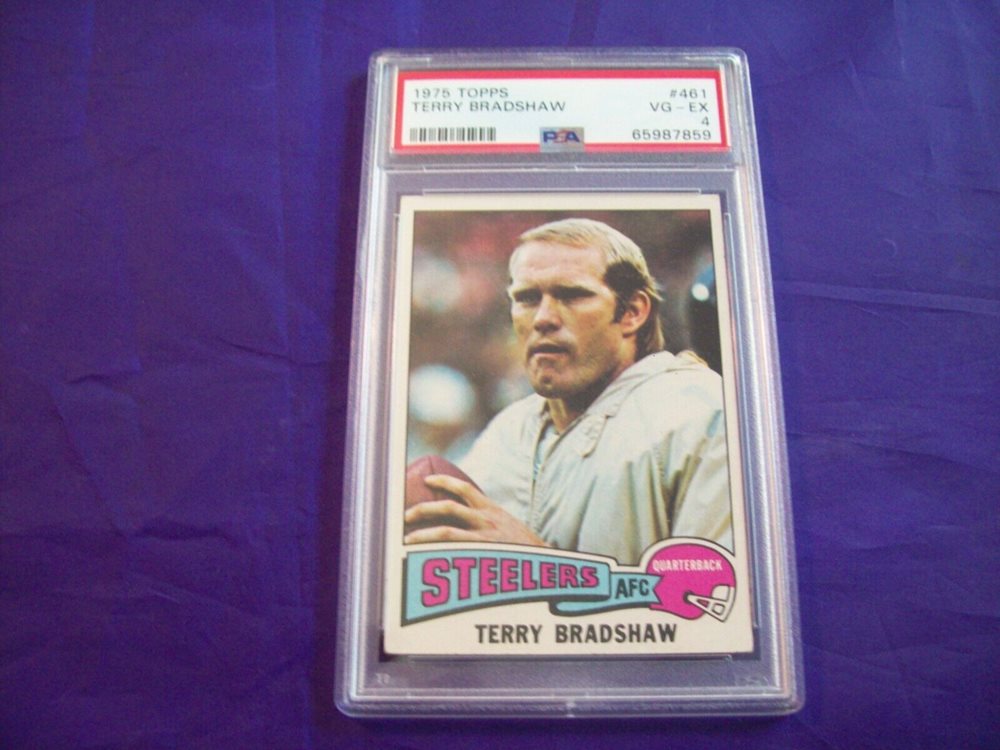 1975 TOPPS #461
TERRY BRADSHAW VG - EX
4
PSA 65987859
STEELERS AFC QUARTERBACK
TERRY BRADSHAW